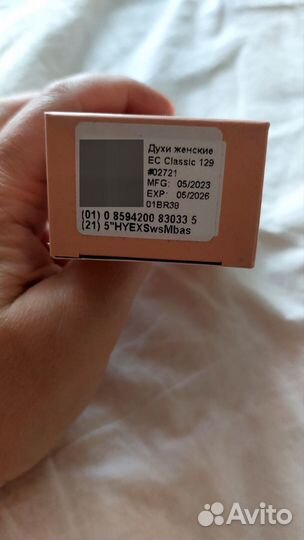 Духи женские
EC Classic 129
#02721
MFG: 05/2023
EXP: 05/2026
01BR38
(01) 0 8594200 83033 5
(21) 5"HYEXSwsMbas
Avito